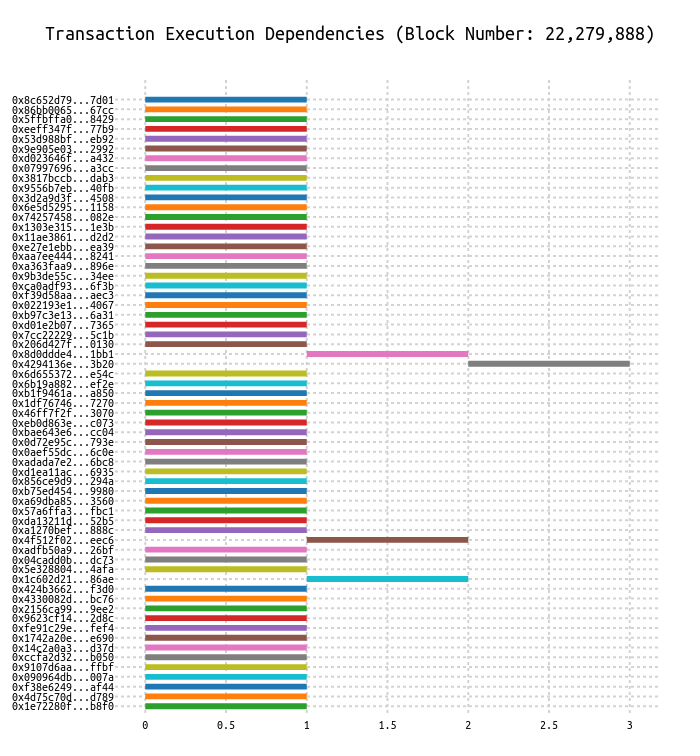 Transaction Execution Dependencies (Block Number: 22,279,888)
0x8c652d79...7d01
0x86bb0065...67cc
0x5ffbffa0...8429
0xeeff347f...77b9
0x53d988bf...eb92
0x9e905e03...2992
0xd023646f...a432
0x07997696...a3cc
0x3817bccb...dab3
0x9556b7eb...40fb
0x3d2a9d3f...4508
0x6e5d5295...1158
0x74257458...082e
0x1303e315...1e3b
0x11ae3861...d2d2
0xe27e1ebb...ea39
0xaa7ee444...8241
0xa363faa9...896e
0x9b3de55c...34ee
0xca0adf93...6f3b
0xf39d58aa...aec3
0x022193e1...4067
0xb97c3e13...6a31
0xd01e2b07...7365
0x7cc22229...5c1b
0x206d427f...0130
0x8d0ddde4...1bb1
0x4294136e...3b20
0x6d655372...e54c
0x6b19a882...ef2e
0xb1f9461a...a850
0x1df76746...7270
0x46ff7f2f...3070
0xeb0d863e...c073
0xbae643e6...cc04
0x0d72e95c...793e
0x0aef55dc...6c0e
0xadada7e2...6bc8
0xd1ea11ac...6935
0x856ce9d9...294a
0xb75ed454...9980
0xa69dba85...3560
0x57a6ffa3...fbc1
0xda13211d...52b5
0xa1270bef...888c
0x4f512f02...eec6
0xadfb50a9...26bf
0x04cadd0b...dc73
0x5e328804...4afa
0x1c602d21...86ae
0x424b3662...f3d0
0x4330082d...bc76
0x2156ca99...9ee2
0x9623cf14...2d8c
0xfe91c29e...fef4
0x1742a20e...e690
0x14c2a0a3...d37d
0xccfa2d32...b050
0x9107d6aa...ffbf
0x090964db...007a
0xf38e6249...af44
0x4d75c70d...d789
0x1e72280f...b8f0
0 0.5 1 1.5 2 2.5 3